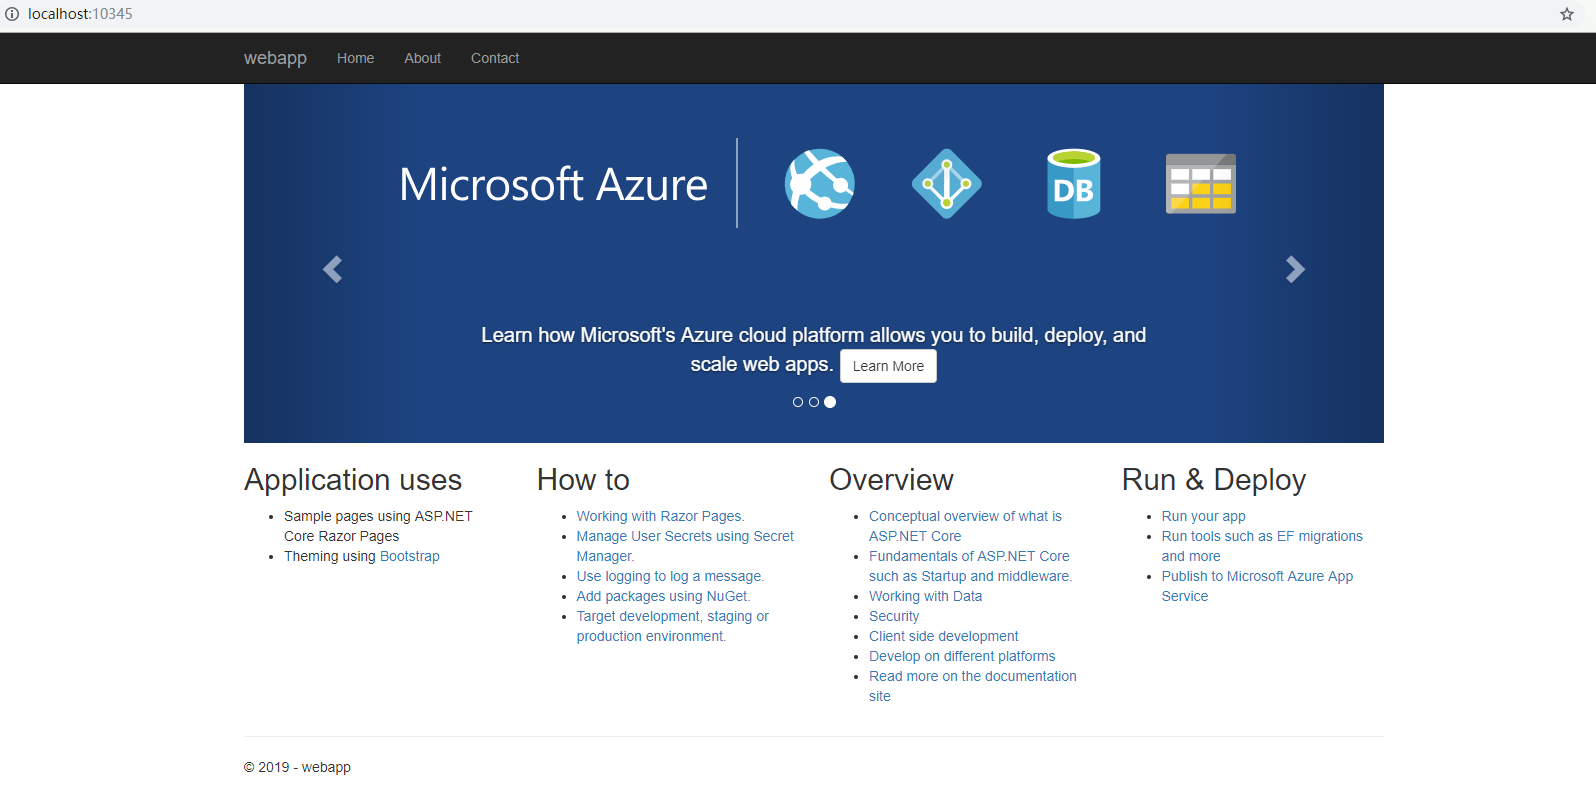 localhost:10345
webapp Home About Contact
Microsoft Azure
DB
Learn how Microsoft's Azure cloud platform allows you to build, deploy, and
scale web apps. Learn More
Application uses
Sample pages using ASP.NET
Core Razor Pages
Theming using Bootstrap
How to
Working with Razor Pages.
Manage User Secrets using Secret
Manager.
Use logging to log a message.
Add packages using NuGet.
Target development, staging or
production environment.
Overview
Conceptual overview of what is
ASP.NET Core
Fundamentals of ASP.NET Core
such as Startup and middleware.
Working with Data
Security
Client side development
Develop on different platforms
Read more on the documentation
site
Run & Deploy
Run your app
Run tools such as EF migrations
and more
Publish to Microsoft Azure App
Service
© 2019 - webapp